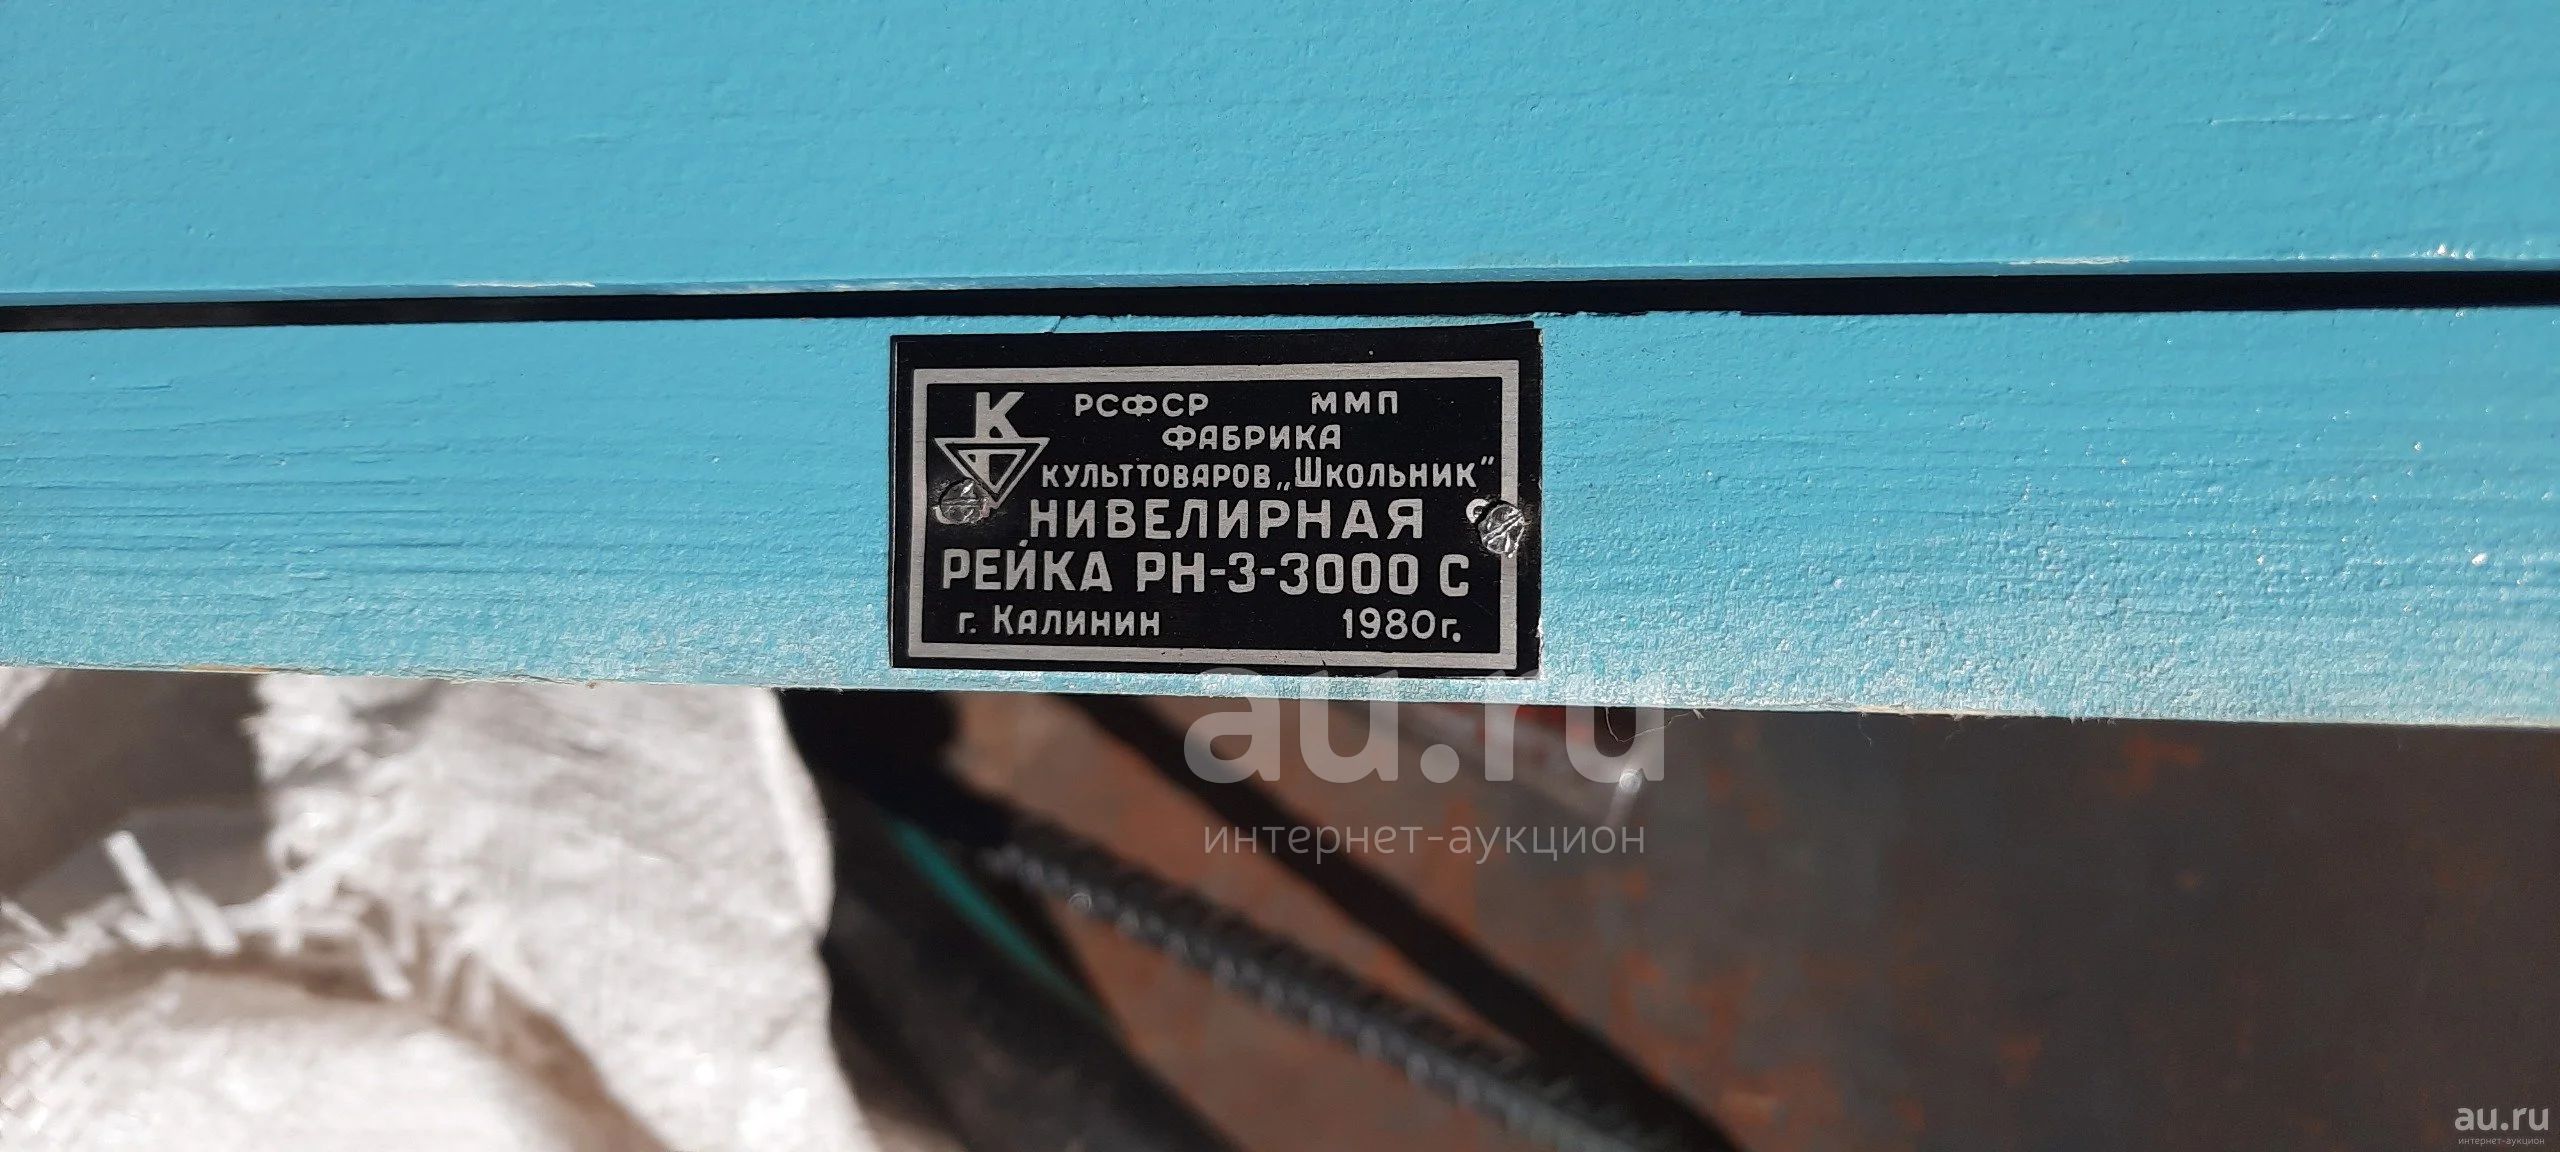 К
РСФСР ММП
ФАБРИКА
КУЛЬТТОВАРОВ „ШКОЛЬНИК"
НИВЕЛИРНАЯ
РЕЙКА РН-3-3000 С
г. КАЛИНИН 1980г.
au.ru
интернет-аукцион
au.ru
интернет-аукцион